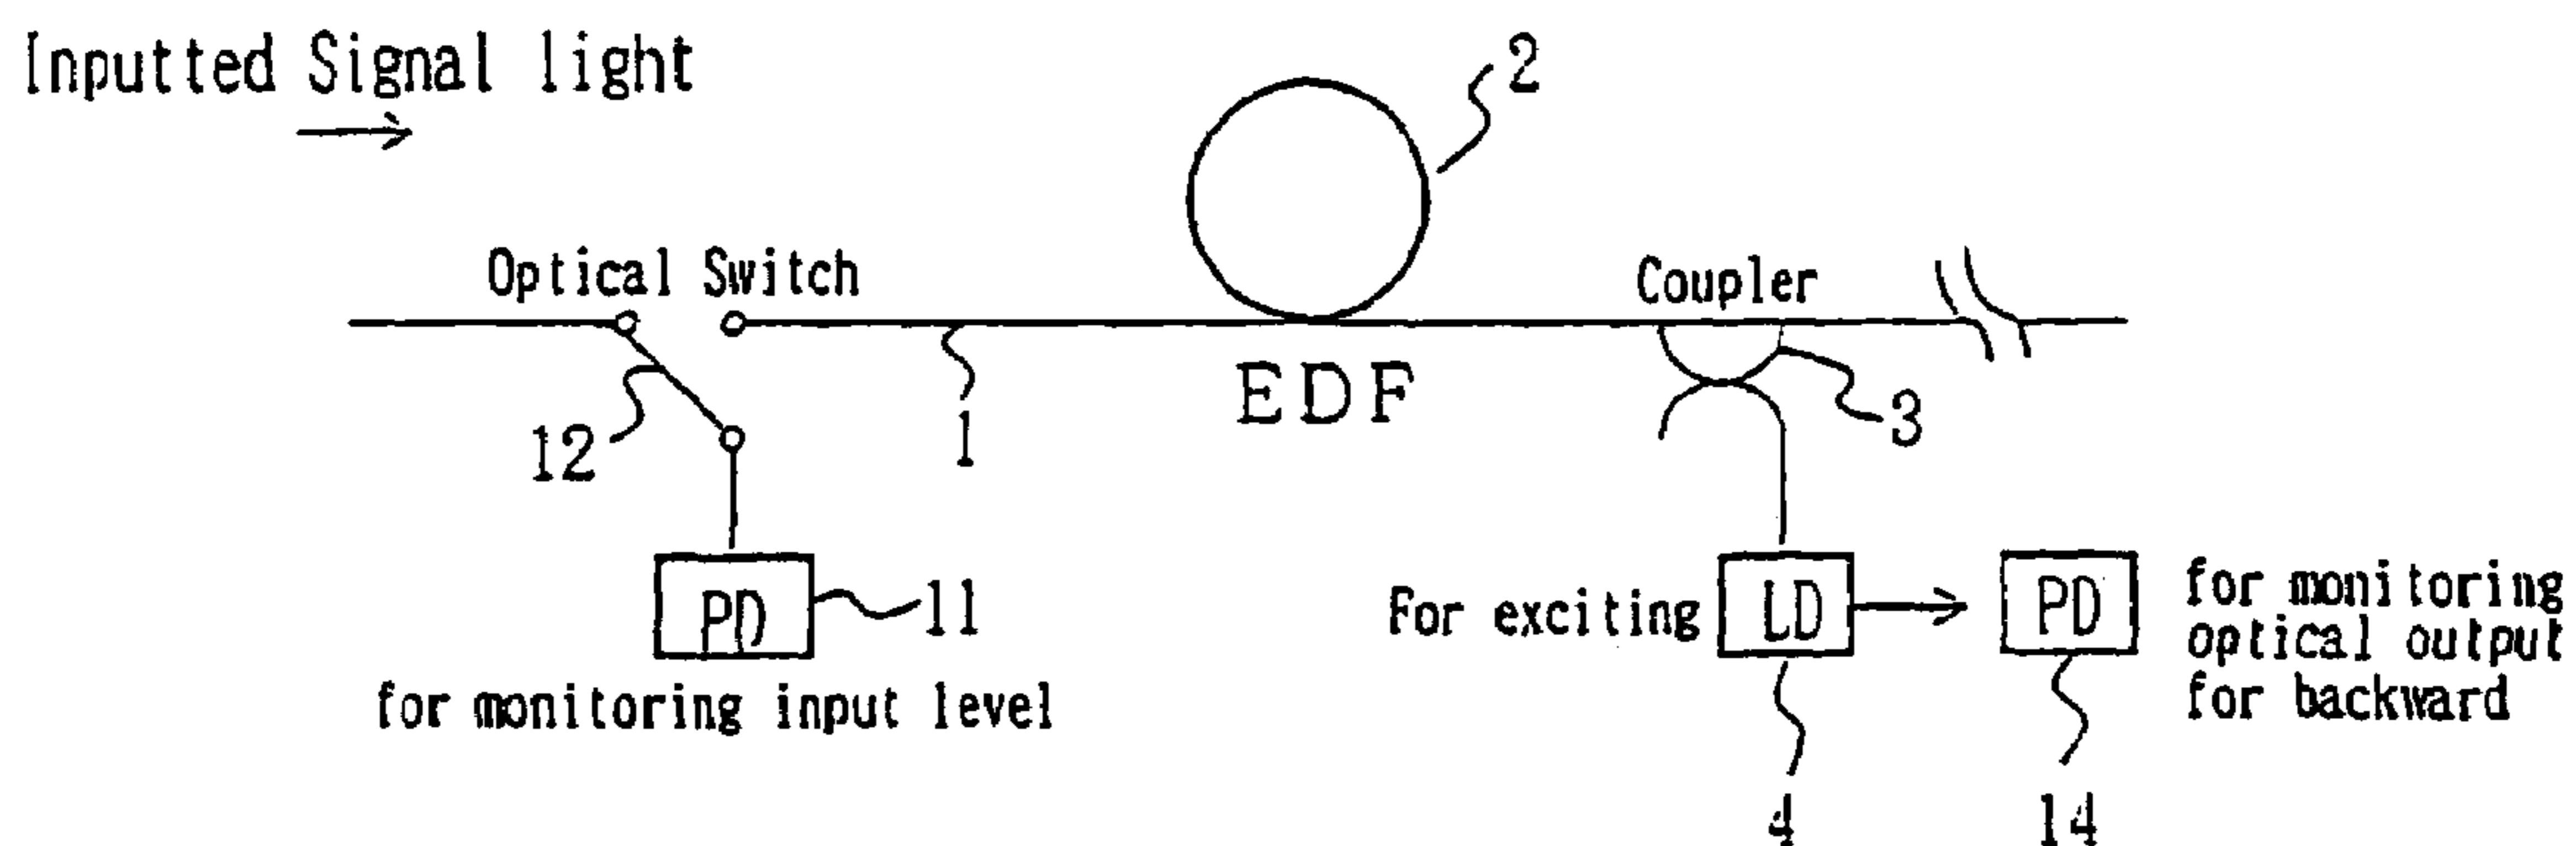 Inputted Signal light
2
Optical Switch
Coupler
EDF
12
1
3
PD
11
For exciting
LD
PD
for monitoring
optical output
for backward
for monitoring input level
4
14